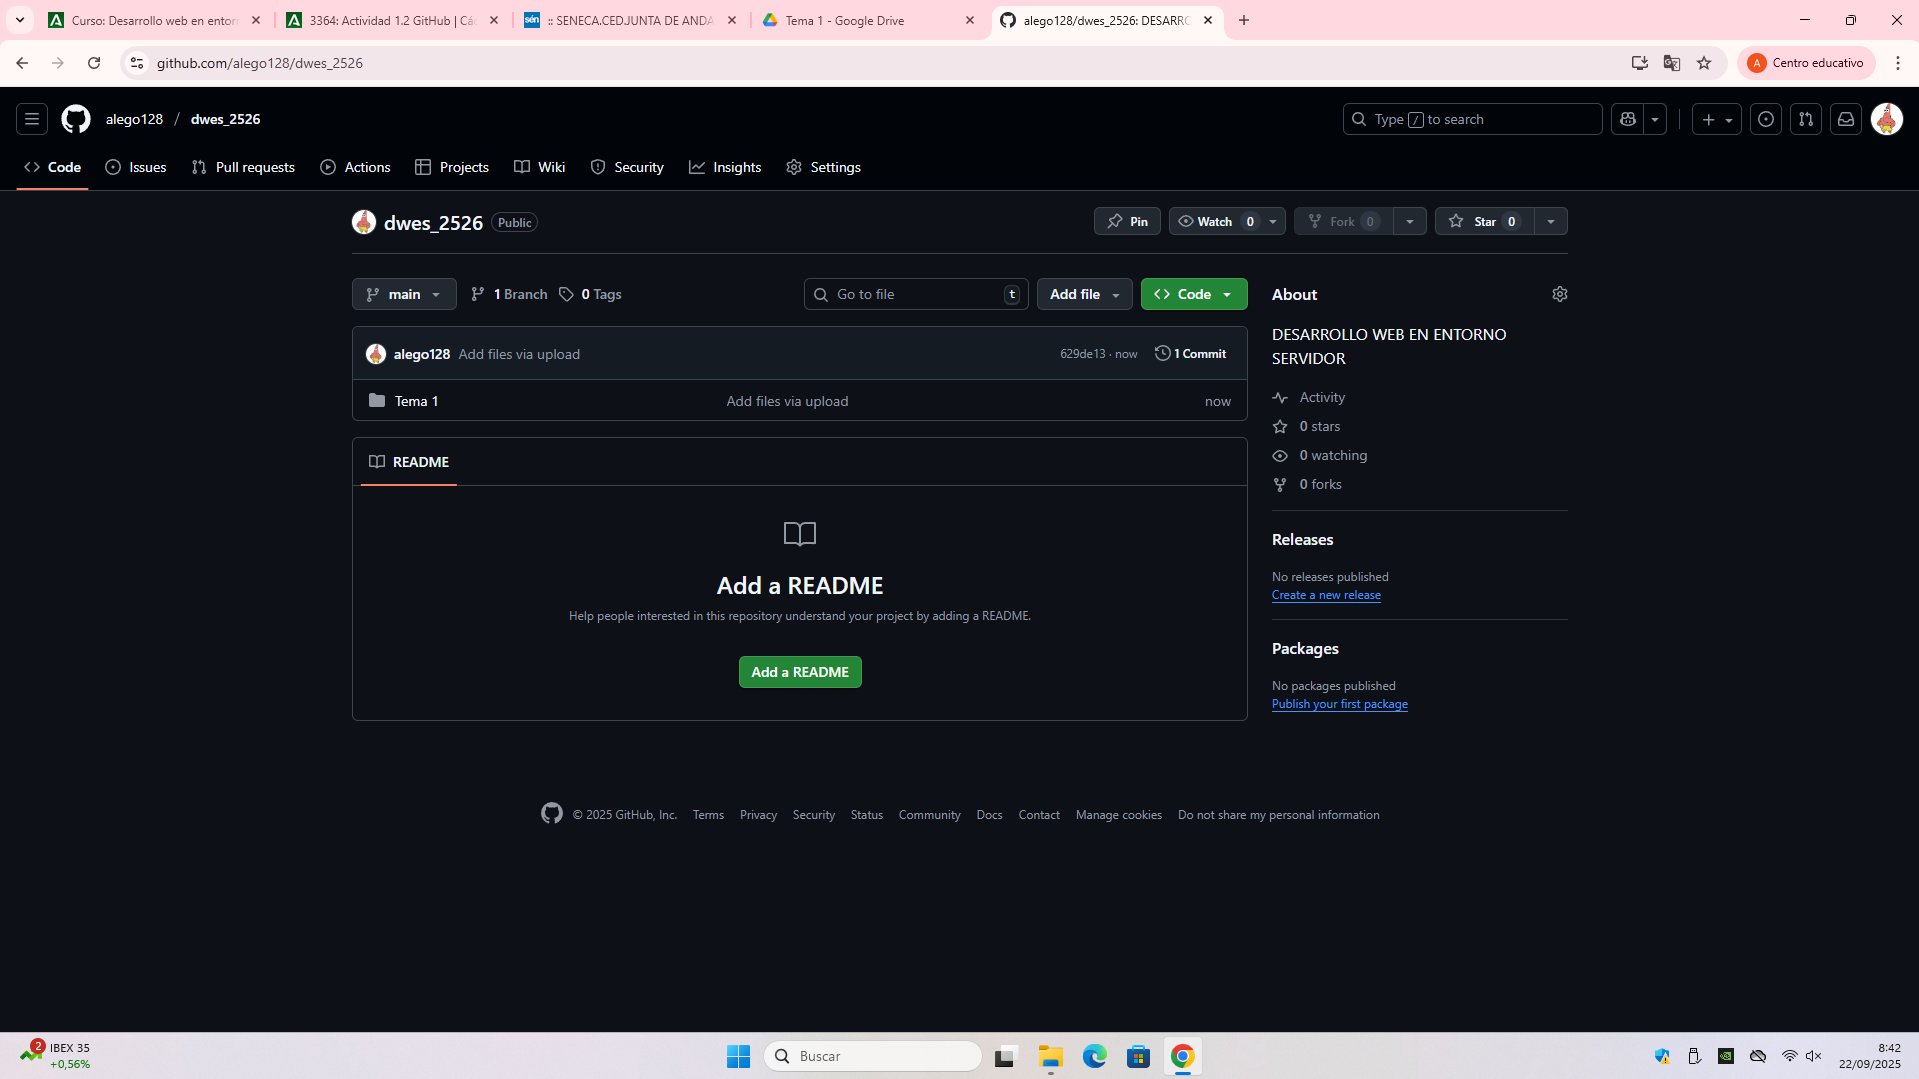 Curso: Desarrollo web en entorn
3364: Actividad 1.2 GitHub | Các
:: SENECA.CEDJUNTA DE ANDA
Tema 1 - Google Drive
alego128/dwes_2526: DESARRO
github.com/alego128/dwes_2526
A Centro educativo
alego128 / dwes_2526
Type / to search
Code Issues Pull requests Actions Projects Wiki Security Insights Settings
dwes_2526 Public
Pin Watch 0 Fork 0 Star 0
main 1 Branch 0 Tags Go to file t Add file Code
alego128 Add files via upload 629de13 · now 1 Commit
Tema 1 Add files via upload now
README
Add a README
Help people interested in this repository understand your project by adding a README.
Add a README
About
DESARROLLO WEB EN ENTORNO
SERVIDOR
Activity
0 stars
0 watching
0 forks
Releases
No releases published
Create a new release
Packages
No packages published
Publish your first package
© 2025 GitHub, Inc. Terms Privacy Security Status Community Docs Contact Manage cookies Do not share my personal information
2 IBEX 35
+0,56%
Buscar
8:42
22/09/2025